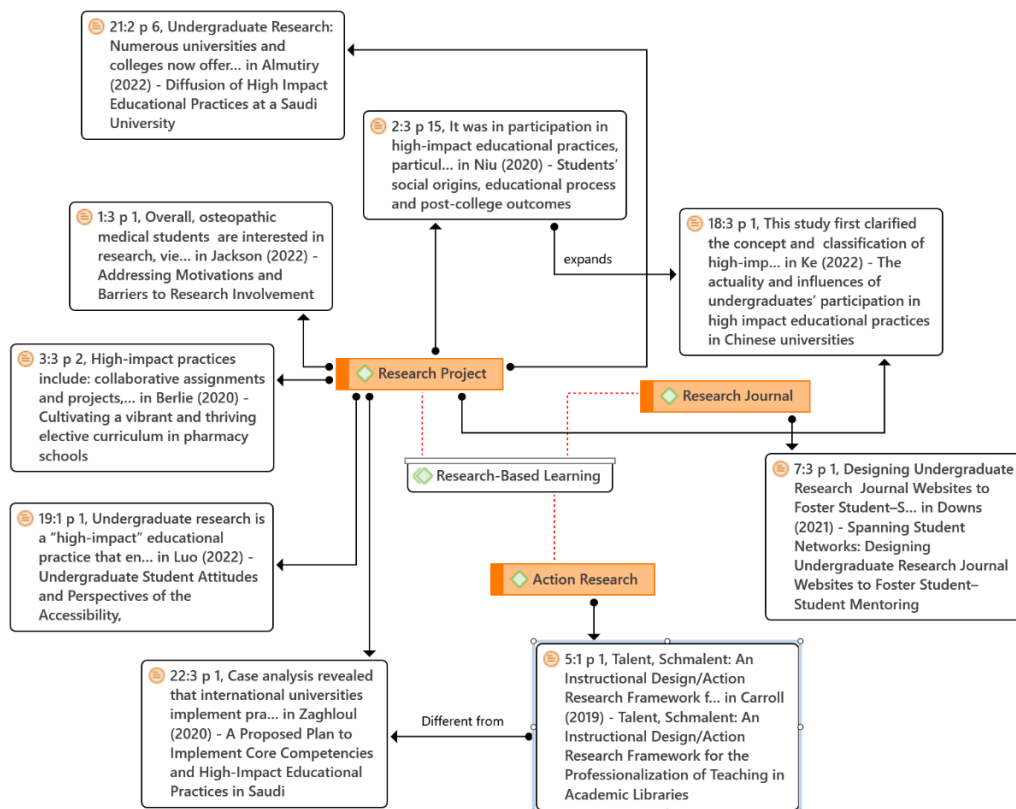 21:2 p 6, Undergraduate Research:
Numerous universities and
colleges now offer... in Almutiry
(2022) - Diffusion of High Impact
Educational Practices at a Saudi
University
2:3 p 15, It was in participation in
high-impact educational practices,
particul... in Niu (2020) - Students’
social origins, educational process
and post-college outcomes
1:3 p 1, Overall, osteopathic
medical students are interested in
research, vie... in Jackson (2022) -
Addressing Motivations and
Barriers to Research Involvement
expands
18:3 p 1, This study first clarified
the concept and classification of
high-imp... in Ke (2022) - The
actuality and influences of
undergraduates’ participation in
high impact educational practices
in Chinese universities
3:3 p 2, High-impact practices
include: collaborative assignments
and projects,... in Berlie (2020) -
Cultivating a vibrant and thriving
elective curriculum in pharmacy
schools
Research Project
Research Journal
Research-Based Learning
7:3 p 1, Designing Undergraduate
Research Journal Websites to
Foster Student–S... in Downs
(2021) - Spanning Student
Networks: Designing
Undergraduate Research Journal
Websites to Foster Student–
Student Mentoring
19:1 p 1, Undergraduate research is
a “high-impact” educational
practice that en... in Luo (2022) -
Undergraduate Student Attitudes
and Perspectives of the
Accessibility,
Action Research
22:3 p 1, Case analysis revealed
that international universities
implement pra... in Zaghloul
(2020) - A Proposed Plan to
Implement Core Competencies
and High-Impact Educational
Practices in Saudi
Different from
5:1 p 1, Talent, Schmalent: An
Instructional Design/Action
Research Framework f... in Carroll
(2019) - Talent, Schmalent: An
Instructional Design/Action
Research Framework for the
Professionalization of Teaching in
Academic Libraries